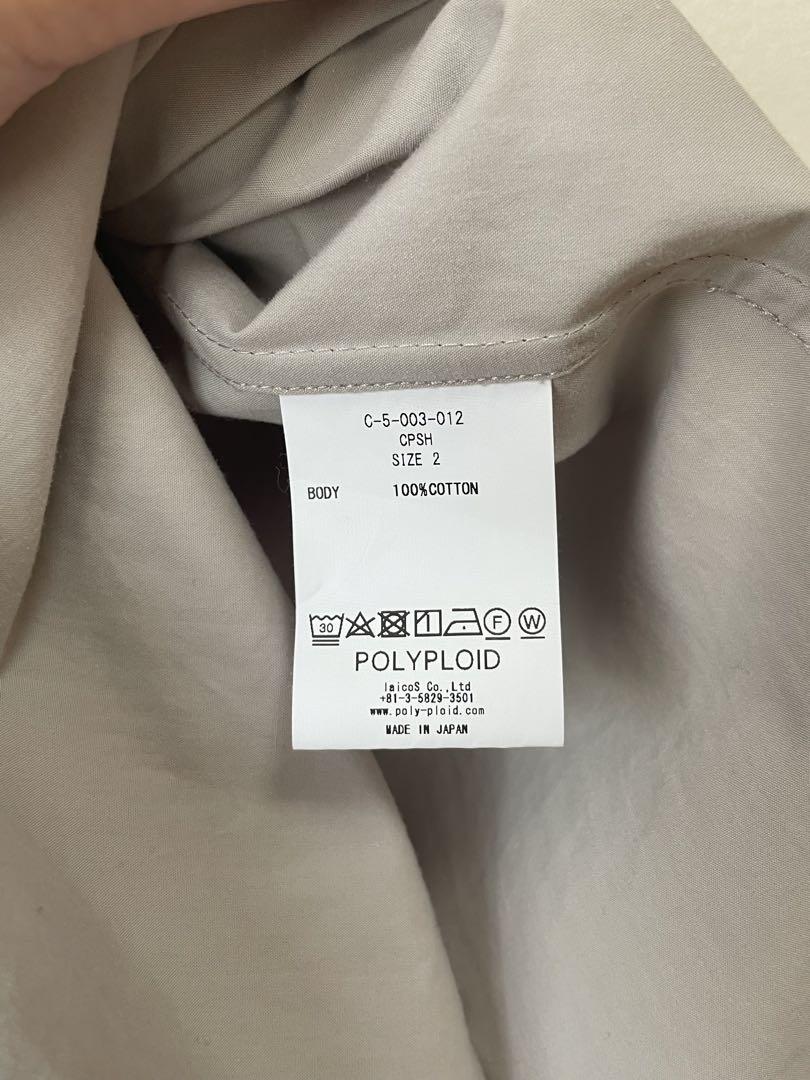 C-5-003-012
CPSH
SIZE 2
BODY 100%COTTON
30 F W
POLYPLOID
laicoS Co.,Ltd
+81-3-5829-3501
www.poly-ploid.com
MADE IN JAPAN